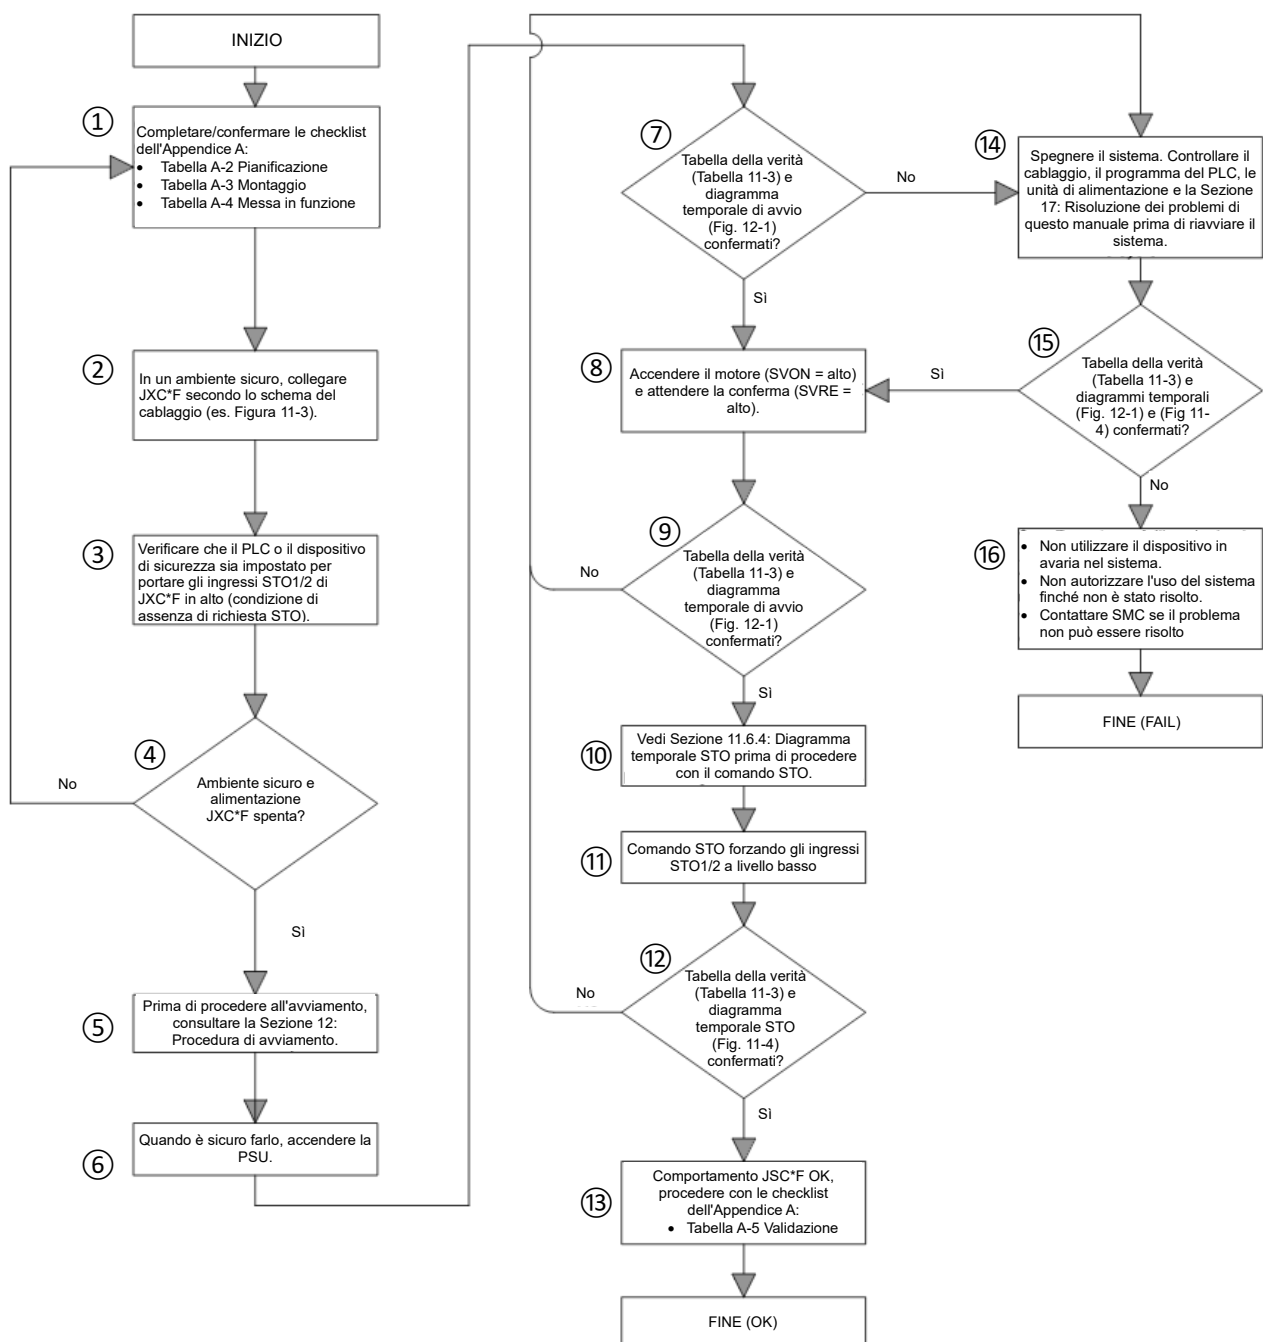 INIZIO
①
Completare/confermare le checklist
dell'Appendice A:
• Tabella A-2 Pianificazione
• Tabella A-3 Montaggio
• Tabella A-4 Messa in funzione
②
In un ambiente sicuro, collegare
JXC*F secondo lo schema del
cablaggio (es. Figura 11-3).
③
Verificare che il PLC o il dispositivo
di sicurezza sia impostato per
portare gli ingressi STO1/2 di
JXC*F in alto (condizione di
assenza di richiesta STO).
④
Ambiente sicuro e
alimentazione
JXC*F spenta?
No
Sì
⑤
Prima di procedere all'avviamento,
consultare la Sezione 12:
Procedura di avviamento.
⑥
Quando è sicuro farlo, accendere la
PSU.
⑦
Tabella della verità
(Tabella 11-3) e
diagramma
temporale di avvio
(Fig. 12-1)
confermati?
No
Sì
⑧
Accendere il motore (SVON = alto)
e attendere la conferma (SVRE =
alto).
⑨
Tabella della verità
(Tabella 11-3) e
diagramma
temporale di avvio
(Fig. 12-1)
confermati?
No
Sì
⑩
Vedi Sezione 11.6.4: Diagramma
temporale STO prima di procedere
con il comando STO.
⑪
Comando STO forzando gli ingressi
STO1/2 a livello basso
⑫
Tabella della verità
(Tabella 11-3) e
diagramma
temporale STO
(Fig. 11-4)
confermati?
No
Sì
⑬
Comportamento JSC*F OK,
procedere con le checklist
dell'Appendice A:
• Tabella A-5 Validazione
FINE (OK)
⑭
Spegnere il sistema. Controllare il
cablaggio, il programma del PLC, le
unità di alimentazione e la Sezione
17: Risoluzione dei problemi di
questo manuale prima di riavviare il
sistema.
⑮
Tabella della verità
(Tabella 11-3) e
diagrammi temporali
(Fig. 12-1) e (Fig 11-
4) confermati?
Sì
No
⑯
• Non utilizzare il dispositivo in
avaria nel sistema.
• Non autorizzare l'uso del sistema
finché non è stato risolto.
• Contattare SMC se il problema
non può essere risolto
FINE (FAIL)